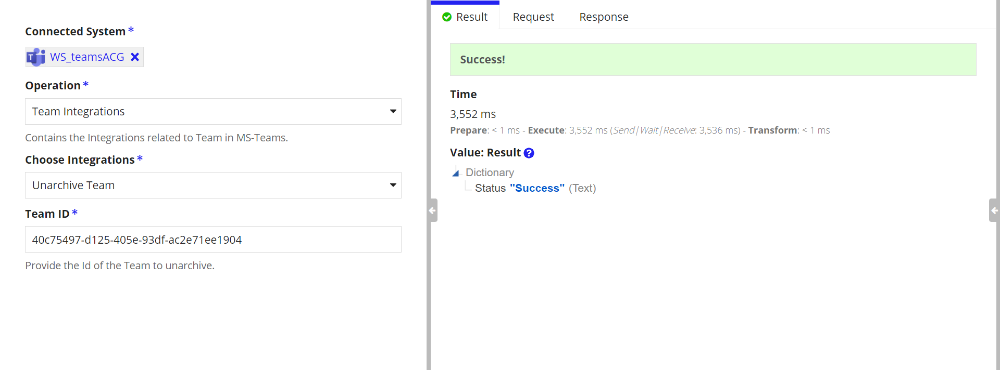 Connected System *
WS_teamsACG
Operation *
Team Integrations
Contains the Integrations related to Team in MS-Teams.
Choose Integrations *
Unarchive Team
Team ID *
40c75497-d125-405e-93df-ac2e71ee1904
Provide the Id of the Team to unarchive.
Result Request Response
Success!
Time
3,552 ms
Prepare: < 1 ms - Execute: 3,552 ms (Send|Wait|Receive: 3,536 ms) - Transform: < 1 ms
Value: Result ?
Dictionary
Status "Success" (Text)